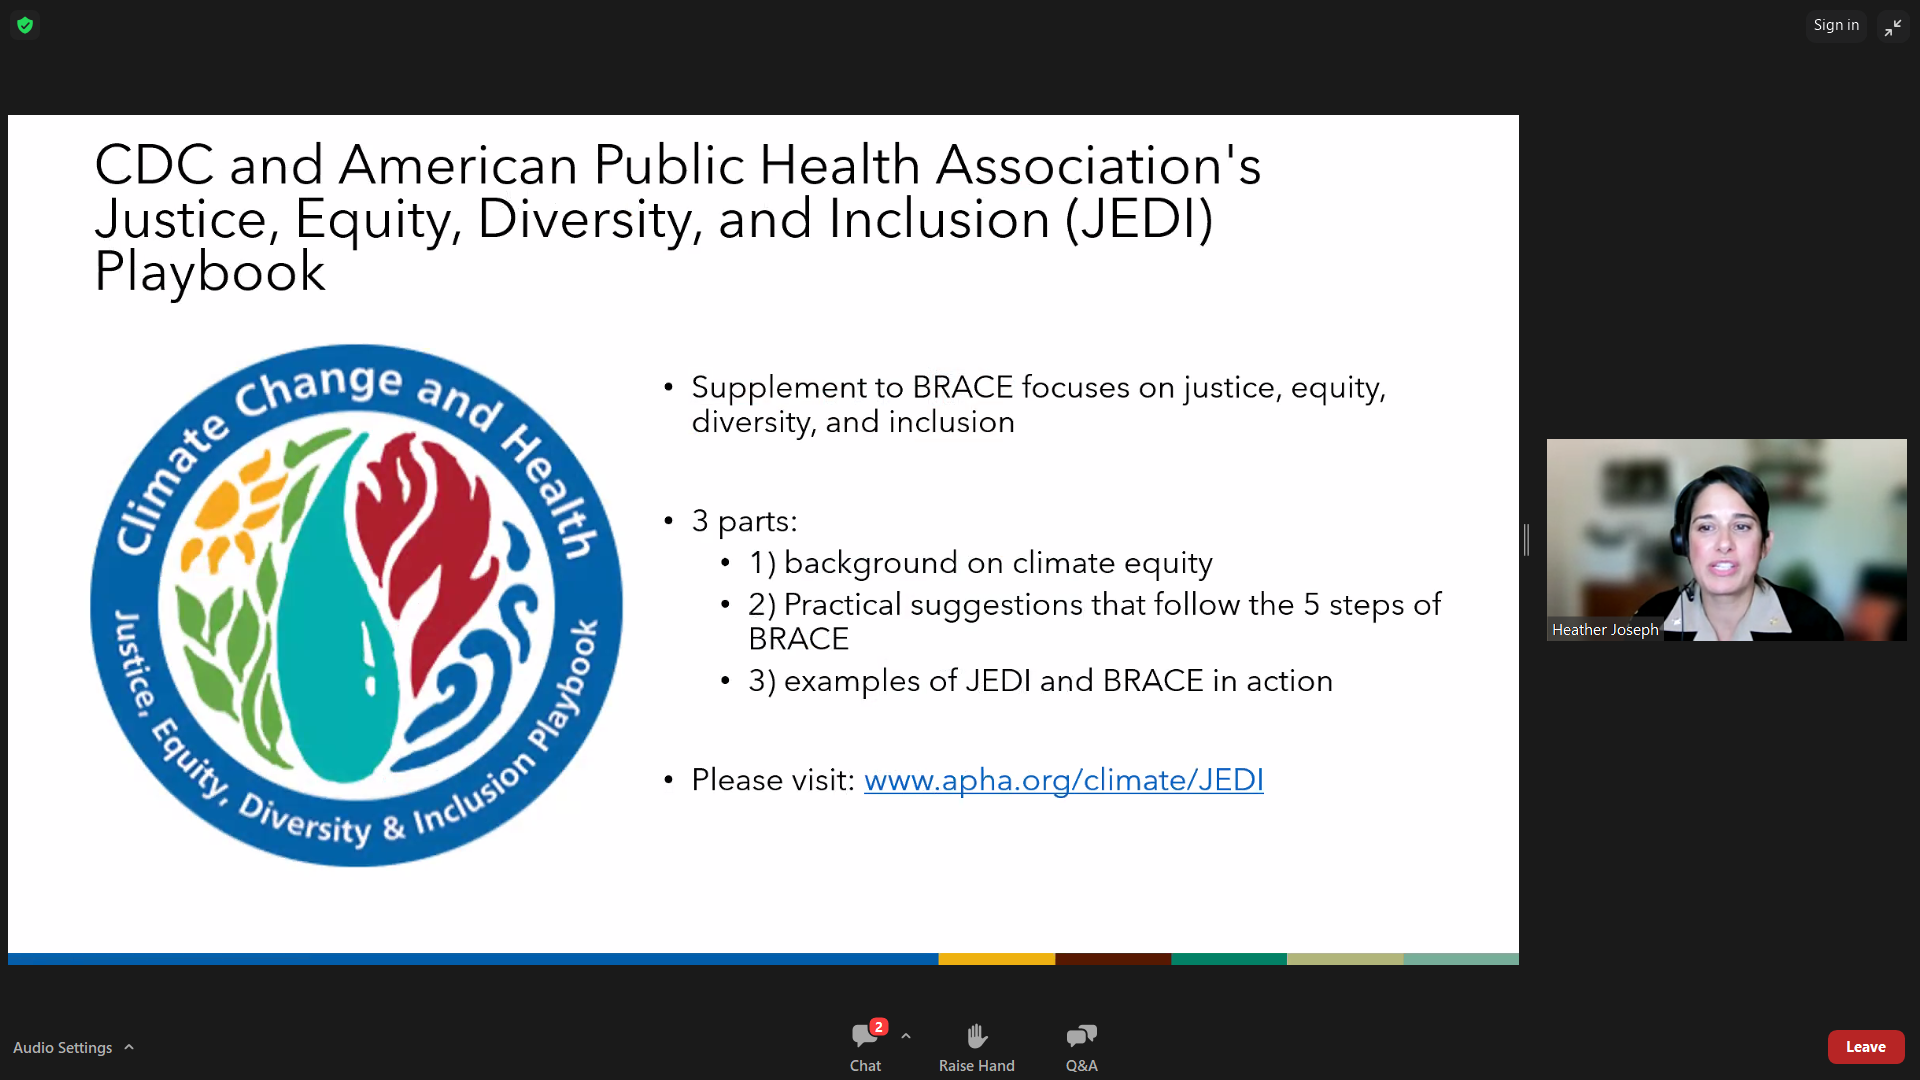 Sign in
CDC and American Public Health Association's
Justice, Equity, Diversity, and Inclusion (JEDI)
Playbook
Climate Change and Health
Justice, Equity, Diversity & Inclusion Playbook
• Supplement to BRACE focuses on justice, equity,
diversity, and inclusion
• 3 parts:
• 1) background on climate equity
• 2) Practical suggestions that follow the 5 steps of
BRACE
• 3) examples of JEDI and BRACE in action
• Please visit: www.apha.org/climate/JEDI
Heather Joseph
Audio Settings
2
Chat
Raise Hand
Q&A
Leave